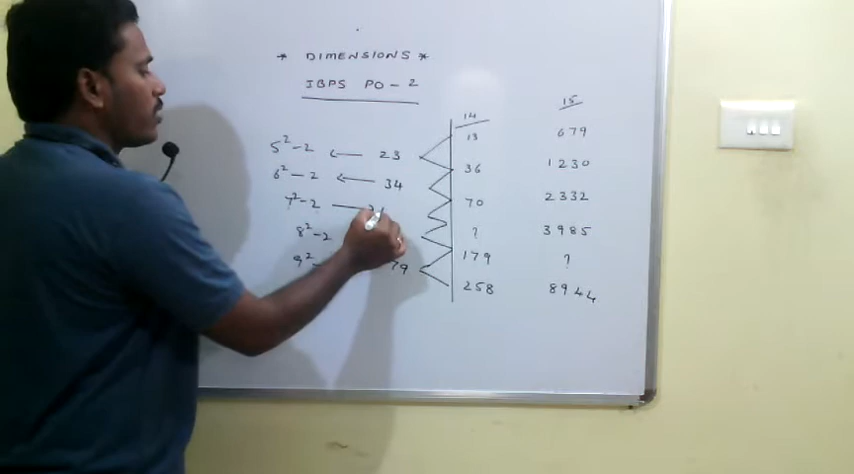 * DIMENSIONS *
IBPS PO - 2
14 15
5² - 2 ← 23 13 679
6² - 2 ← 34 36 1230
7² - 2 70 2332
8² - 2 ? 3985
9² 79 179 ?
258 8944